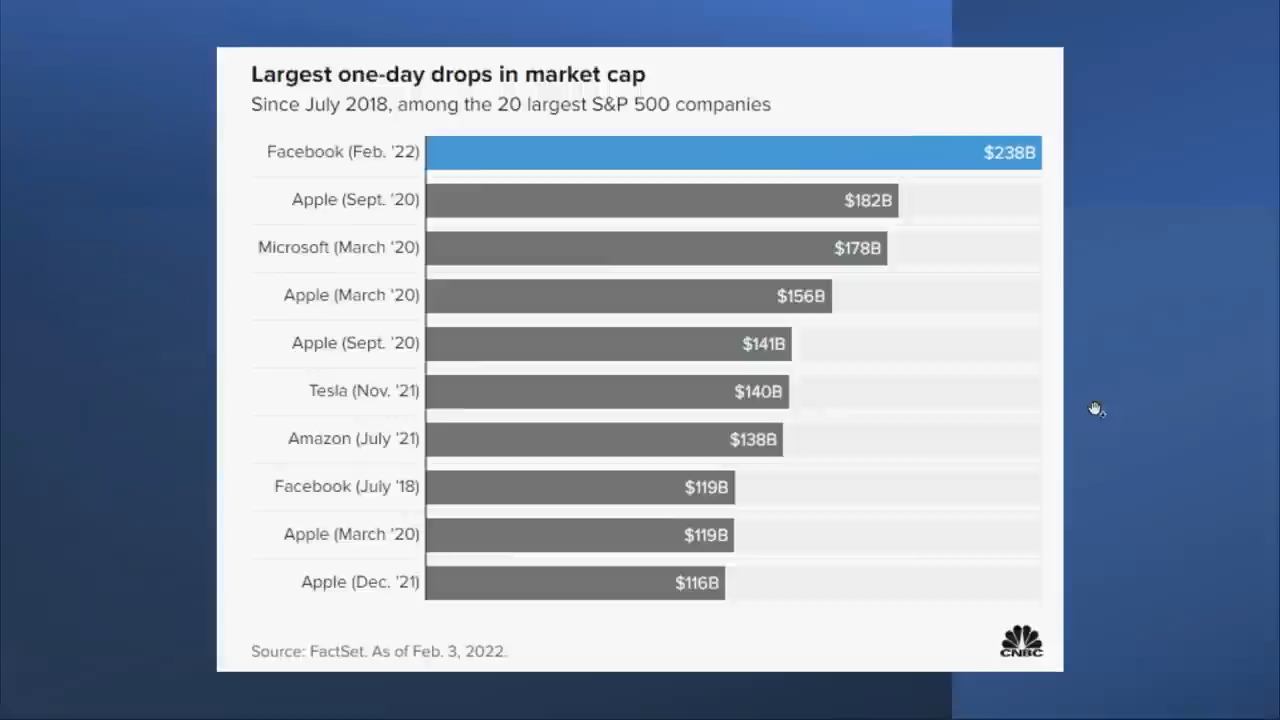 Largest one-day drops in market cap
Since July 2018, among the 20 largest S&P 500 companies
Facebook (Feb. '22) $238B
Apple (Sept. '20) $182B
Microsoft (March '20) $178B
Apple (March '20) $156B
Apple (Sept. '20) $141B
Tesla (Nov. '21) $140B
Amazon (July '21) $138B
Facebook (July '18) $119B
Apple (March '20) $119B
Apple (Dec. '21) $116B
Source: FactSet. As of Feb. 3, 2022.
CNBC